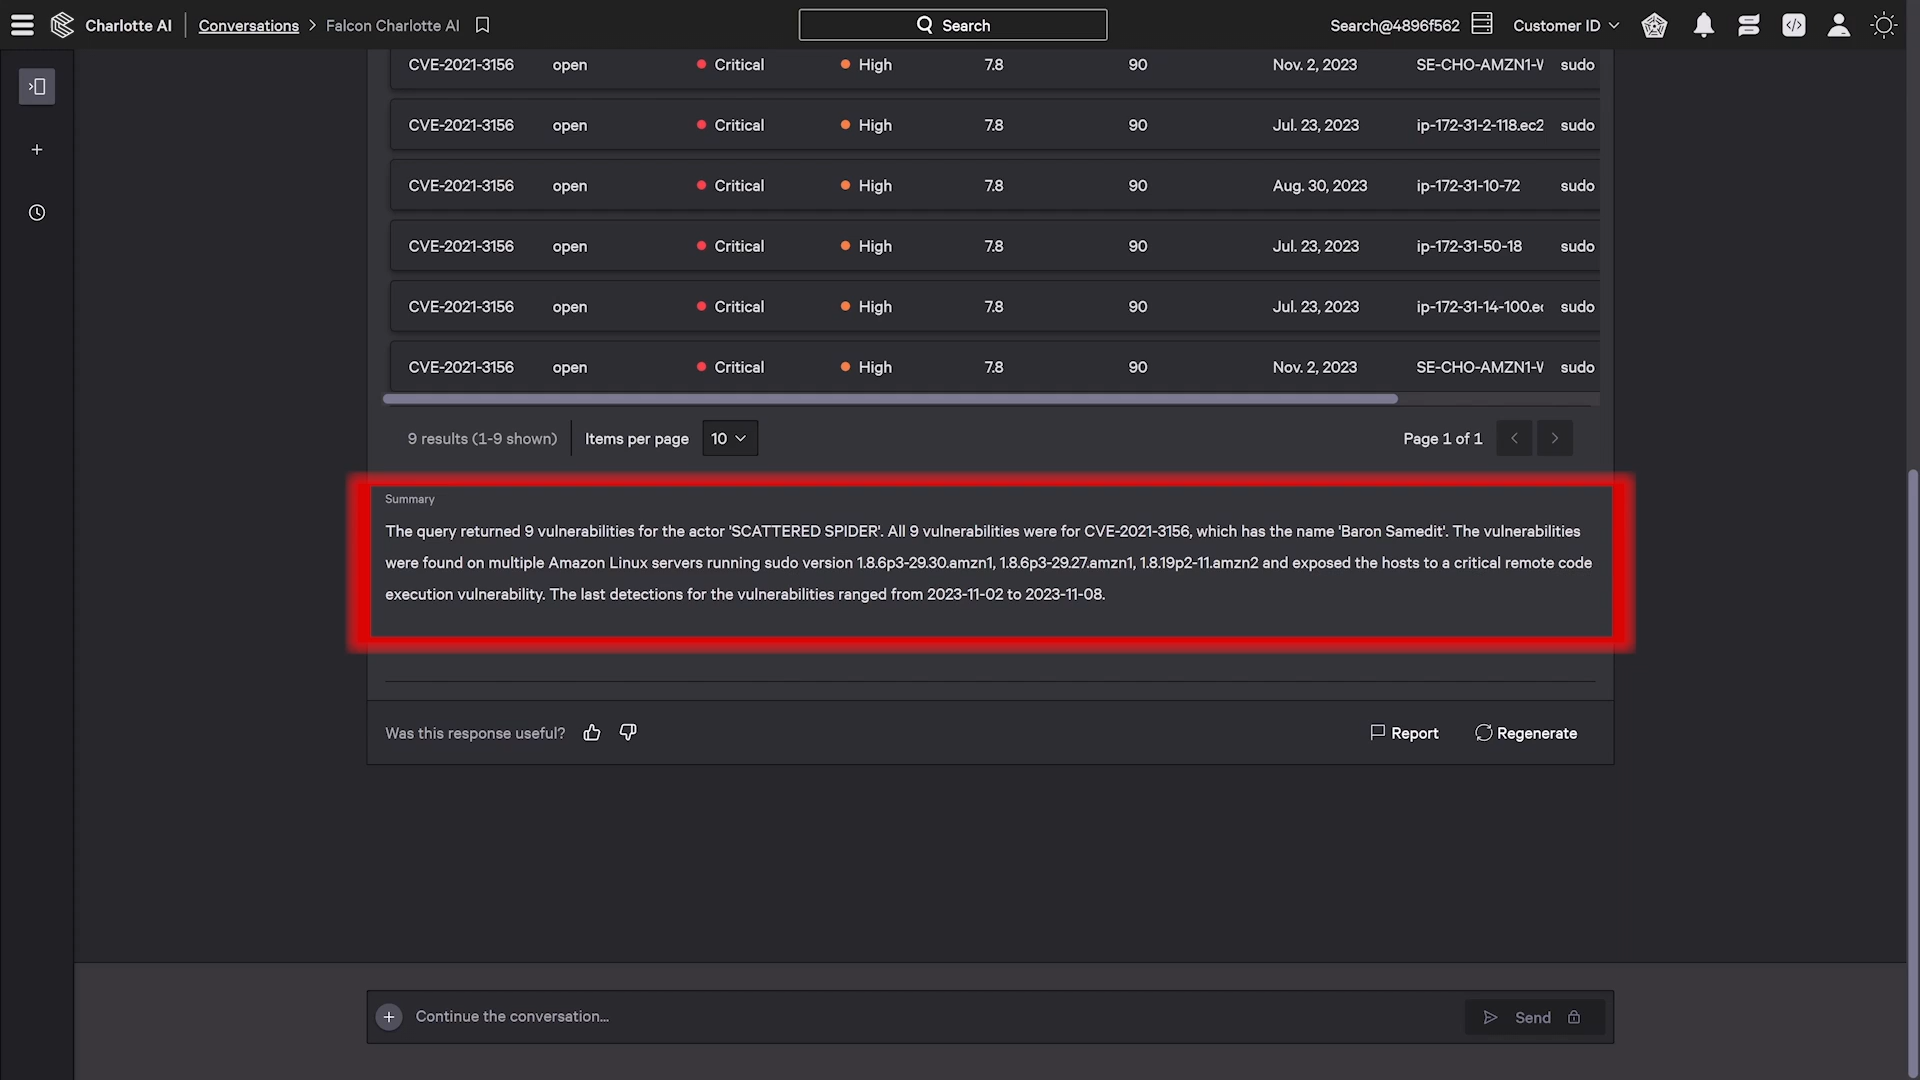 Charlotte AI Conversations > Falcon Charlotte AI Search Search@4896f562 Customer ID
CVE-2021-3156 open Critical High 7.8 90 Nov. 2, 2023 SE-CHO-AMZN1-V sudo
CVE-2021-3156 open Critical High 7.8 90 Jul. 23, 2023 ip-172-31-2-118.ec2 sudo
CVE-2021-3156 open Critical High 7.8 90 Aug. 30, 2023 ip-172-31-10-72 sudo
CVE-2021-3156 open Critical High 7.8 90 Jul. 23, 2023 ip-172-31-50-18 sudo
CVE-2021-3156 open Critical High 7.8 90 Jul. 23, 2023 ip-172-31-14-100.ec sudo
CVE-2021-3156 open Critical High 7.8 90 Nov. 2, 2023 SE-CHO-AMZN1-V sudo
9 results (1-9 shown) Items per page 10 Page 1 of 1
Summary
The query returned 9 vulnerabilities for the actor 'SCATTERED SPIDER'. All 9 vulnerabilities were for CVE-2021-3156, which has the name 'Baron Samedit'. The vulnerabilities
were found on multiple Amazon Linux servers running sudo version 1.8.6p3-29.30.amzn1, 1.8.6p3-29.27.amzn1, 1.8.19p2-11.amzn2 and exposed the hosts to a critical remote code
execution vulnerability. The last detections for the vulnerabilities ranged from 2023-11-02 to 2023-11-08.
Was this response useful? Report Regenerate
Continue the conversation... Send